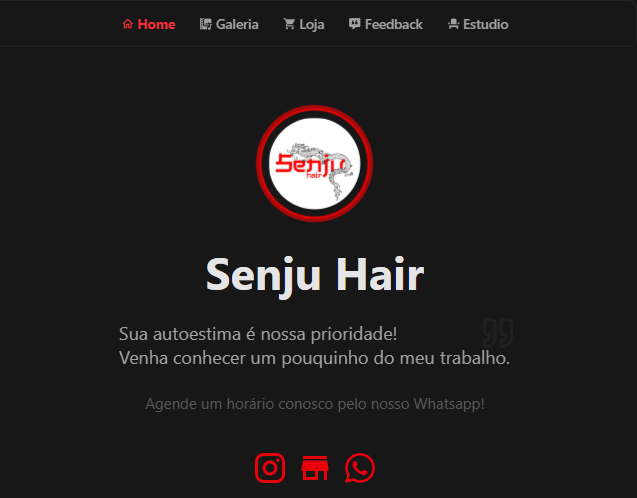 Home Galeria Loja Feedback Estudio
Senju
hair
Senju Hair
Sua autoestima é nossa prioridade!
Venha conhecer um pouquinho do meu trabalho.
Agende um horário conosco pelo nosso Whatsapp!